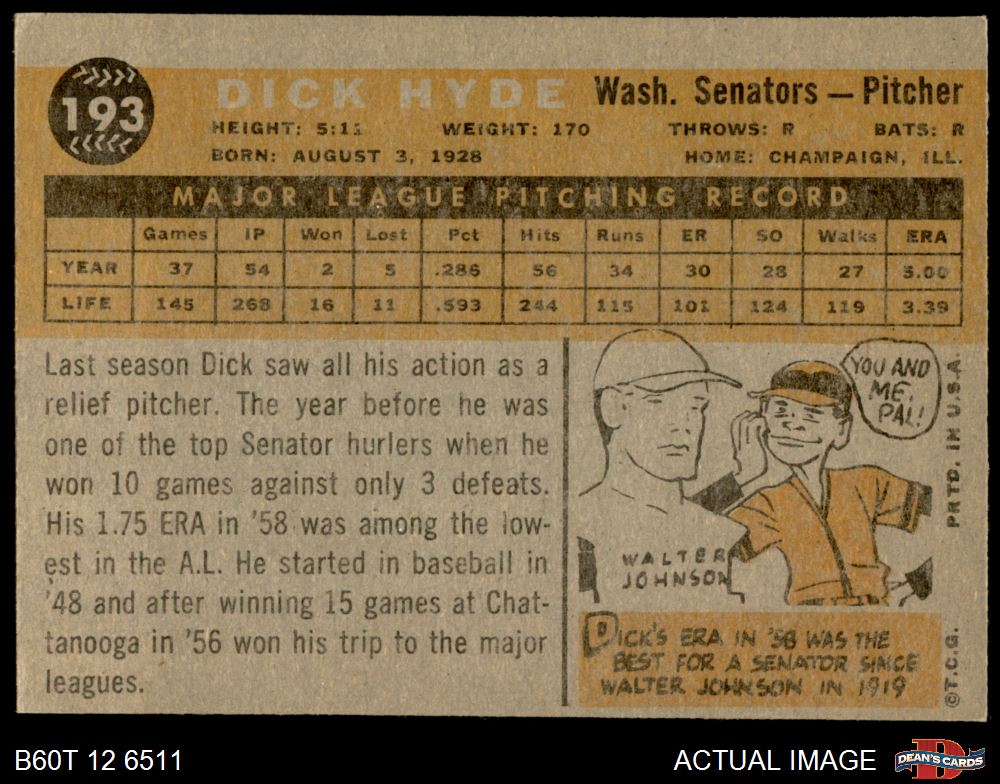 193
DICK HYDE
Wash. Senators — Pitcher
HEIGHT: 5:11 WEIGHT: 170 THROWS: R BATS: R
BORN: AUGUST 3, 1928 HOME: CHAMPAIGN, ILL.
MAJOR LEAGUE PITCHING RECORD
Games IP Won Lost Pct Hits Runs ER SO Walks ERA
YEAR 37 54 2 5 .286 56 34 30 28 27 5.00
LIFE 145 268 16 11 .593 244 115 101 124 119 3.39
Last season Dick saw all his action as a
relief pitcher. The year before he was
one of the top Senator hurlers when he
won 10 games against only 3 defeats.
His 1.75 ERA in '58 was among the low-
est in the A.L. He started in baseball in
'48 and after winning 15 games at Chat-
tanooga in '56 won his trip to the major
leagues.
YOU AND
ME,
PAL!
WALTER
JOHNSON
DICK'S ERA IN '58 WAS THE
BEST FOR A SENATOR SINCE
WALTER JOHNSON IN 1919
©T.C.G. PRTD. IN U.S.A.
B60T 12 6511
ACTUAL IMAGE
DEAN'S CARDS